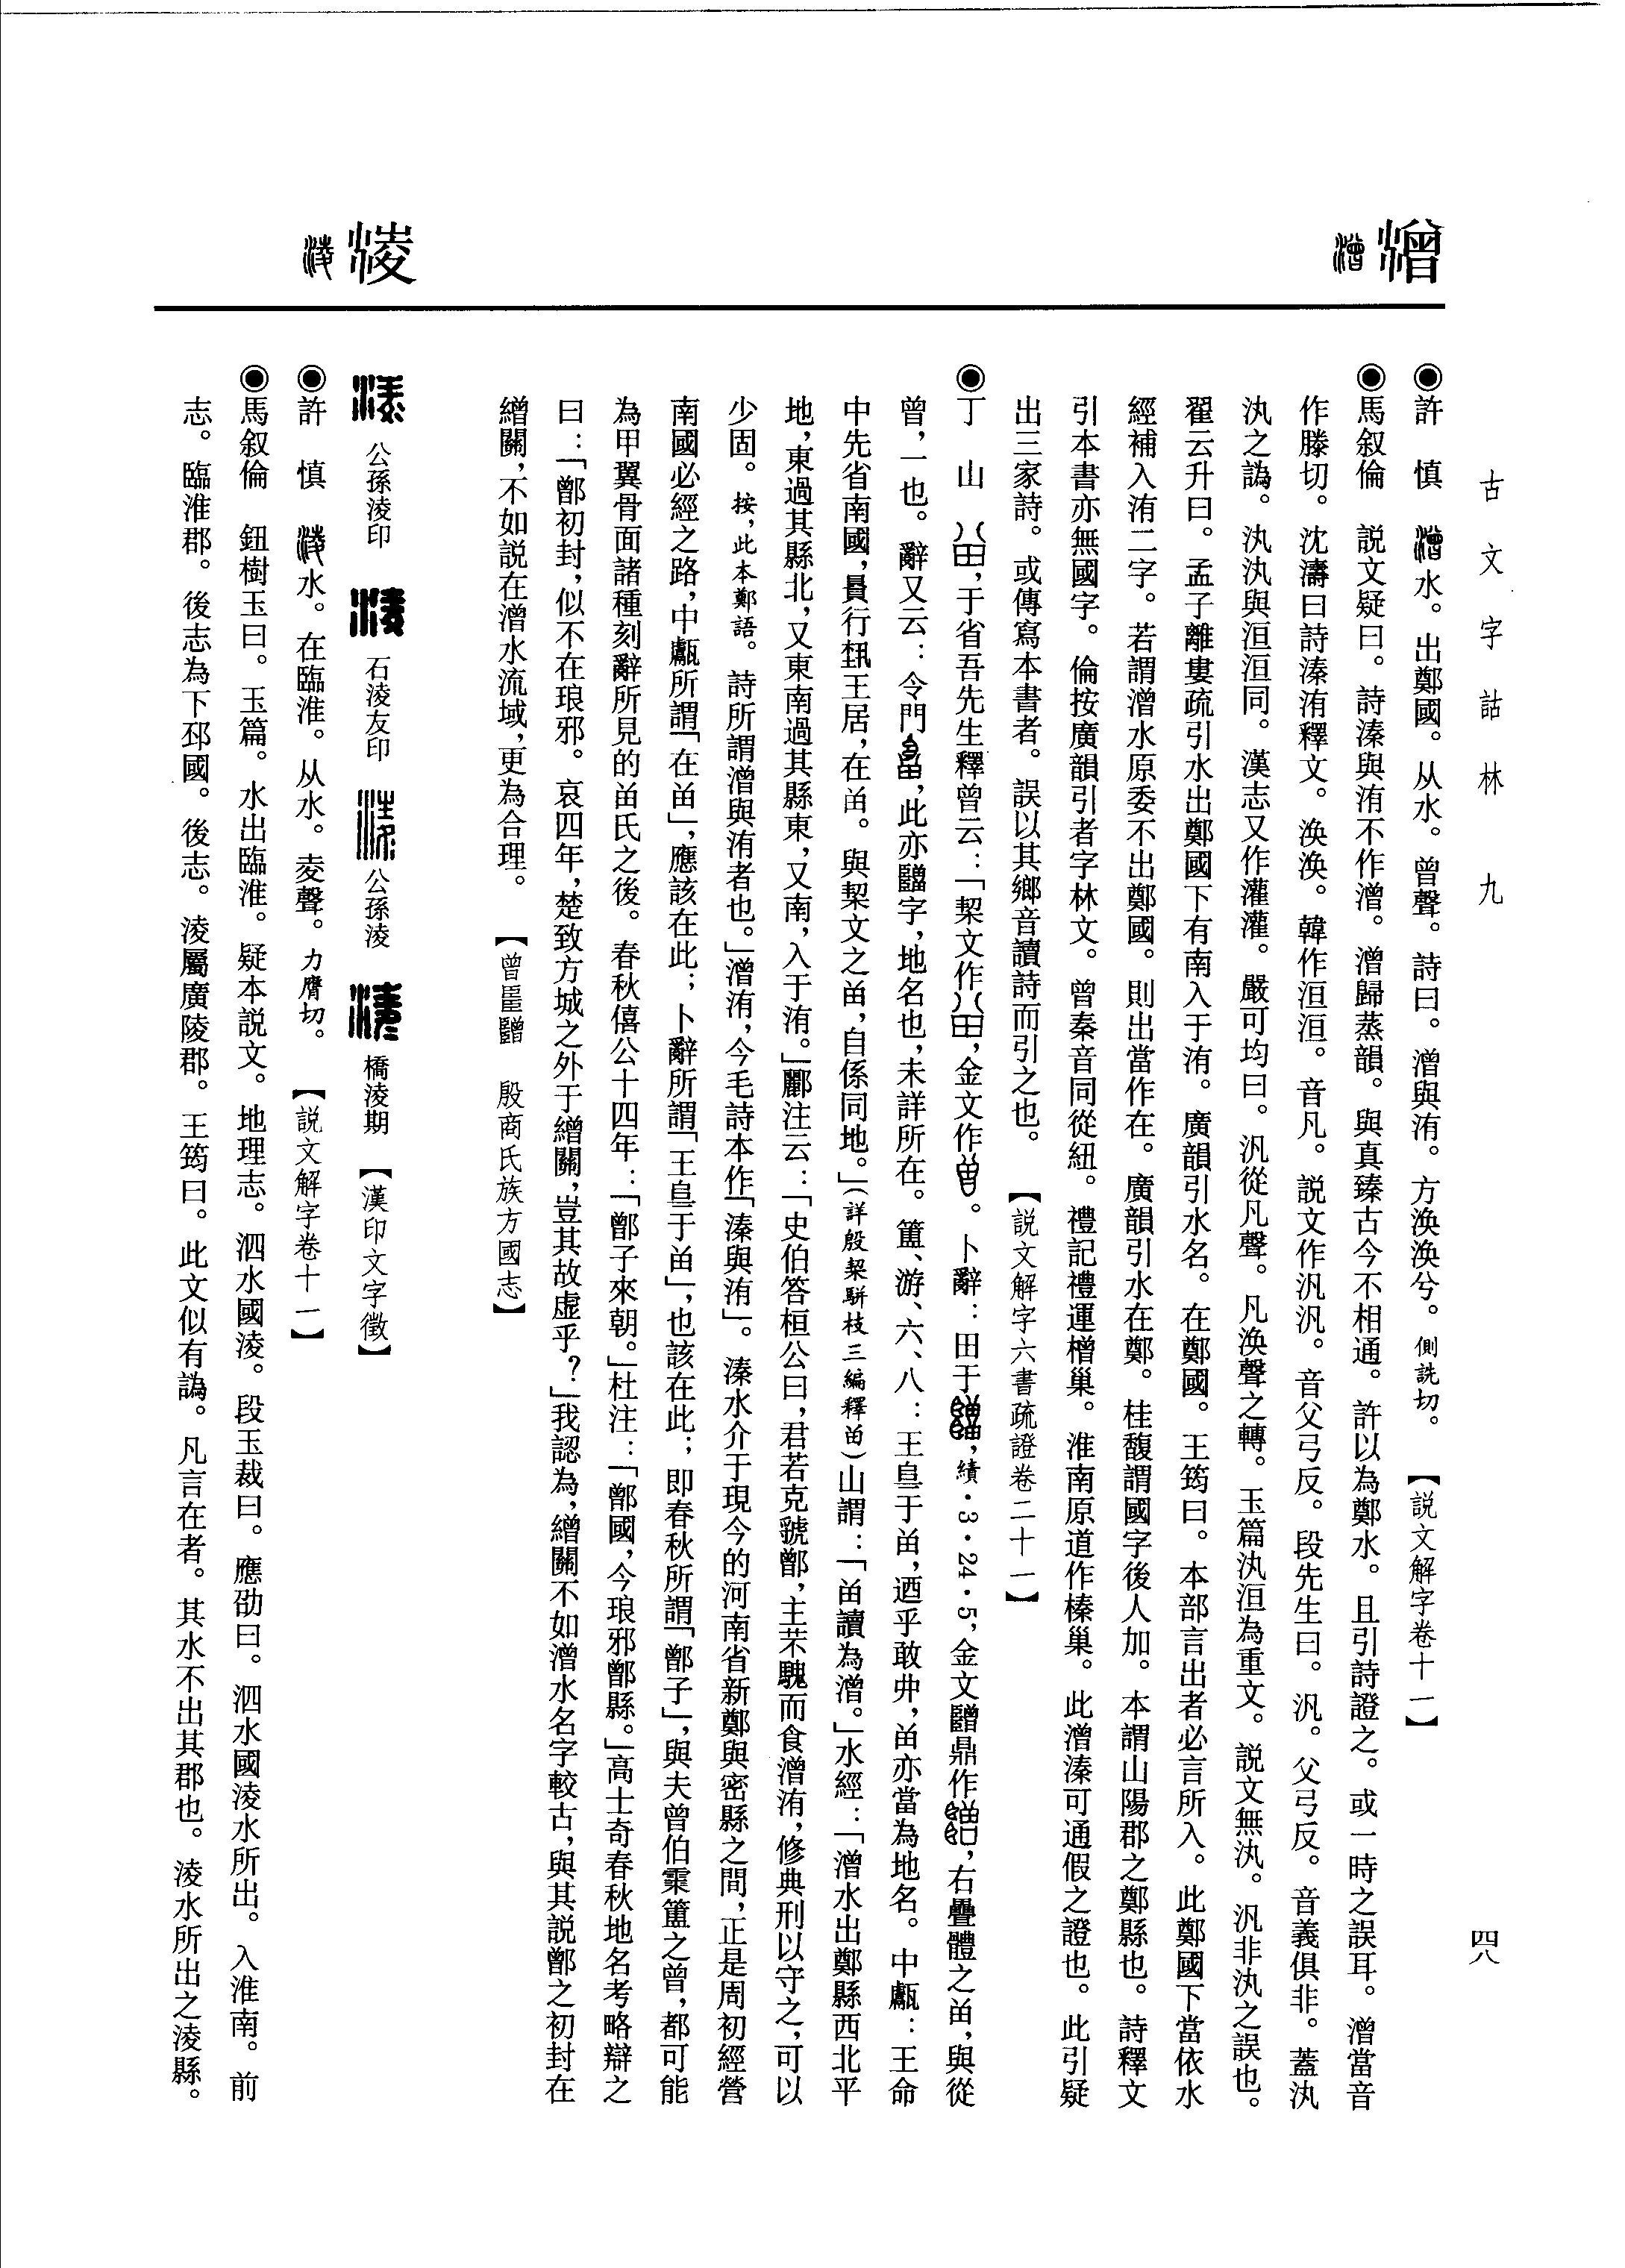 古文字詁林 九
四八
潧
◉許 慎 水。出鄭國。从水。曾聲。詩曰。潧與洧。方渙渙兮。側詵切。【説文解字卷十一】
◉馬叙倫 説文疑曰。詩溱與洧不作潧。潧歸蒸韻。與真臻古今不相通。許以為鄭水。且引詩證之。或一時之誤耳。潧當音
作滕切。沈濤曰詩溱洧釋文。渙渙。韓作洹洹。音凡。説文作汎汎。音父弓反。段先生曰。汎。父弓反。音義俱非。蓋汍
汍之譌。汍汍與洹洹同。漢志又作灌灌。嚴可均曰。汎從凡聲。凡渙聲之轉。玉篇汍洹為重文。説文無汍。汎非汍之誤也。
翟云升曰。孟子離婁疏引水出鄭國下有南入于洧。廣韻引水名。在鄭國。王筠曰。本部言出者必言所入。此鄭國下當依水
經補入洧二字。若謂潧水原委不出鄭國。則出當作在。廣韻引水在鄭。桂馥謂國字後人加。本謂山陽郡之鄭縣也。詩釋文
引本書亦無國字。倫按廣韻引者字林文。曾秦音同從紐。禮記禮運橧巢。淮南原道作榛巢。此潧溱可通假之證也。此引疑
出三家詩。或傳寫本書者。誤以其鄉音讀詩而引之也。【説文解字六書疏證卷二十一】
◉丁 山 ,于省吾先生釋曾云:「栔文作,金文作。卜辭:田于,續·3·24·5,金文鼎作,右疊體之,與從
曾,一也。辭又云:令門,此亦字,地名也,未詳所在。簠、游、六、八:王于,迺乎敢,亦當為地名。中甗:王命
中先省南國,行王居,在。與栔文之,自係同地。」(詳殷栔駢枝三編釋)山謂:「讀為潧。」水經:「潧水出鄭縣西北平
地,東過其縣北,又東南過其縣東,又南,入于洧。」酈注云:「史伯答桓公曰,君若克虢鄶,主芣騩而食潧洧,修典刑以守之,可以
少固。按,此本鄭語。詩所謂潧與洧者也。」潧洧,今毛詩本作「溱與洧」。溱水介于現今的河南省新鄭與密縣之間,正是周初經營
南國必經之路,中甗所謂「在」,應該在此;卜辭所謂「王于」,也該在此;即春秋所謂「鄫子」,與夫曾伯簠之曾,都可能
為甲翼骨面諸種刻辭所見的氏之後。春秋僖公十四年:「鄫子來朝。」杜注:「鄫國,今琅邪鄫縣。」高士奇春秋地名考略辯之
曰:「鄫初封,似不在琅邪。哀四年,楚致方城之外于繒關,豈其故虛乎?」我認為,繒關不如潧水名字較古,與其説鄫之初封在
繒關,不如説在潧水流域,更為合理。【曾 殷商氏族方國志】
淩
公孫淩印 石淩友印 公孫淩 橋淩期 【漢印文字徵】
◉許 慎 水。在臨淮。从水。夌聲。力膺切。【説文解字卷十一】
◉馬叙倫 鈕樹玉曰。玉篇。水出臨淮。疑本説文。地理志。泗水國淩。段玉裁曰。應劭曰。泗水國淩水所出。入淮南。前
志。臨淮郡。後志為下邳國。後志。淩屬廣陵郡。王筠曰。此文似有譌。凡言在者。其水不出其郡也。淩水所出之淩縣。